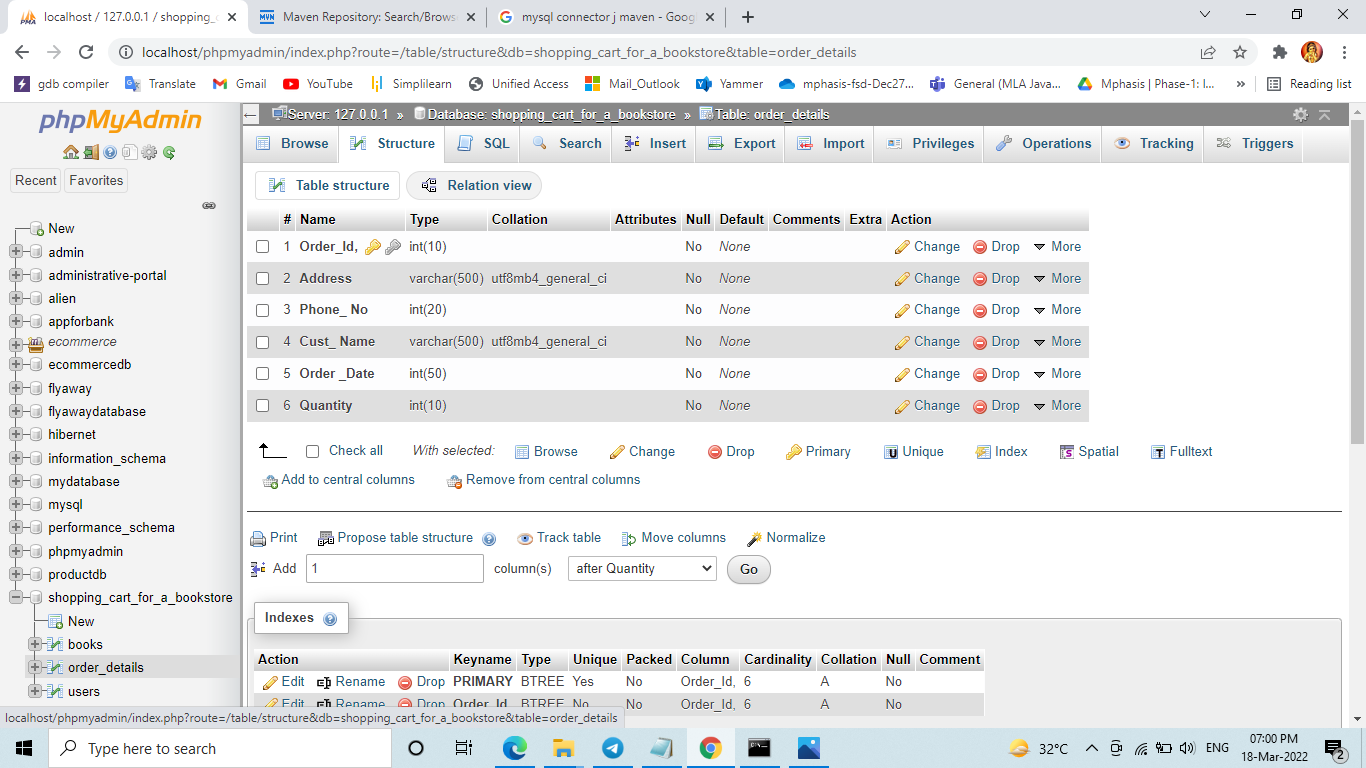 localhost / 127.0.0.1 / shopping_
Maven Repository: Search/Brows
mysql connector j maven - Goog
localhost/phpmyadmin/index.php?route=/table/structure&db=shopping_cart_for_a_bookstore&table=order_details
gdb compiler Translate Gmail YouTube Simplilearn Unified Access Mail_Outlook Yammer mphasis-fsd-Dec27... General (MLA Java... Mphasis | Phase-1: I... » Reading list
phpMyAdmin
Recent Favorites
New
admin
administrative-portal
alien
appforbank
ecommerce
ecommercedb
flyaway
flyawaydatabase
hibernet
information_schema
mydatabase
mysql
performance_schema
phpmyadmin
productdb
shopping_cart_for_a_bookstore
New
books
order_details
users
Server: 127.0.0.1 » Database: shopping_cart_for_a_bookstore » Table: order_details
Browse Structure SQL Search Insert Export Import Privileges Operations Tracking Triggers
Table structure Relation view
# Name Type Collation Attributes Null Default Comments Extra Action
1 Order_Id, int(10) No None Change Drop More
2 Address varchar(500) utf8mb4_general_ci No None Change Drop More
3 Phone_ No int(20) No None Change Drop More
4 Cust_ Name varchar(500) utf8mb4_general_ci No None Change Drop More
5 Order _Date int(50) No None Change Drop More
6 Quantity int(10) No None Change Drop More
Check all With selected: Browse Change Drop Primary Unique Index Spatial Fulltext
Add to central columns Remove from central columns
Print Propose table structure Track table Move columns Normalize
Add 1 column(s) after Quantity Go
Indexes
Action Keyname Type Unique Packed Column Cardinality Collation Null Comment
Edit Rename Drop PRIMARY BTREE Yes No Order_Id, 6 A No
Edit Rename Drop Order_Id BTREE No No Order_Id, 6 A No
localhost/phpmyadmin/index.php?route=/table/structure&db=shopping_cart_for_a_bookstore&table=order_details
Type here to search
32°C
ENG
07:00 PM
18-Mar-2022
2